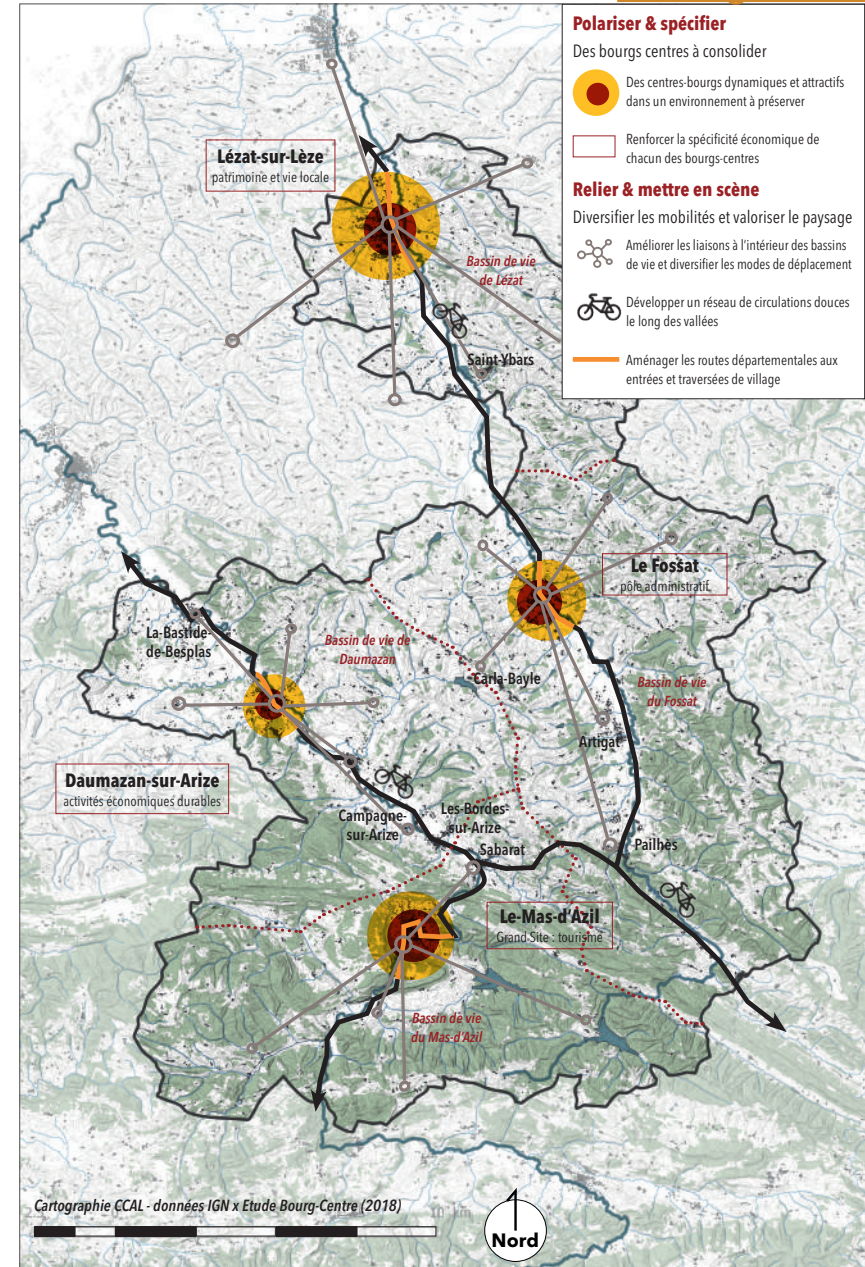 Polariser & spécifier
Des bourgs centres à consolider
Des centres-bourgs dynamiques et attractifs
dans un environnement à préserver
Renforcer la spécificité économique de
chacun des bourgs-centres
Relier & mettre en scène
Diversifier les mobilités et valoriser le paysage
Améliorer les liaisons à l'intérieur des bassins
de vie et diversifier les modes de déplacement
Développer un réseau de circulations douces
le long des vallées
Aménager les routes départementales aux
entrées et traversées de village
Lézat-sur-Lèze
patrimoine et vie locale
Bassin de vie
de Lézat
Saint-Ybars
Le Fossat
pôle administratif
La-Bastide-
de-Besplas
Bassin de vie de
Daumazan
Carla-Bayle
Bassin de vie
du Fossat
Artigat
Daumazan-sur-Arize
activités économiques durables
Campagne-
sur-Arize
Les-Bordes-
sur-Arize
Sabarat
Pailhès
Le-Mas-d'Azil
Grand Site : tourisme
Bassin de vie
du Mas-d'Azil
Cartographie CCAL - données IGN x Etude Bourg-Centre (2018)
Nord